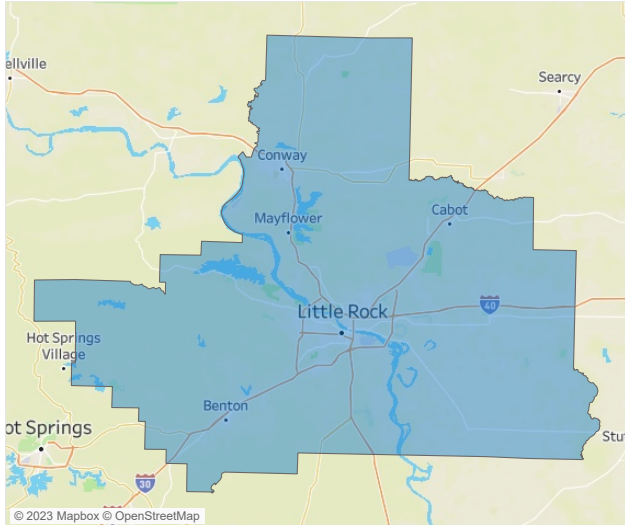 ellville
Searcy
Conway
Mayflower
Cabot
40
Little Rock
Hot Springs
Village
Benton
ot Springs
Stu
30
© 2023 Mapbox © OpenStreetMap